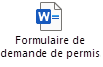 W
Formulaire de
demande de permis